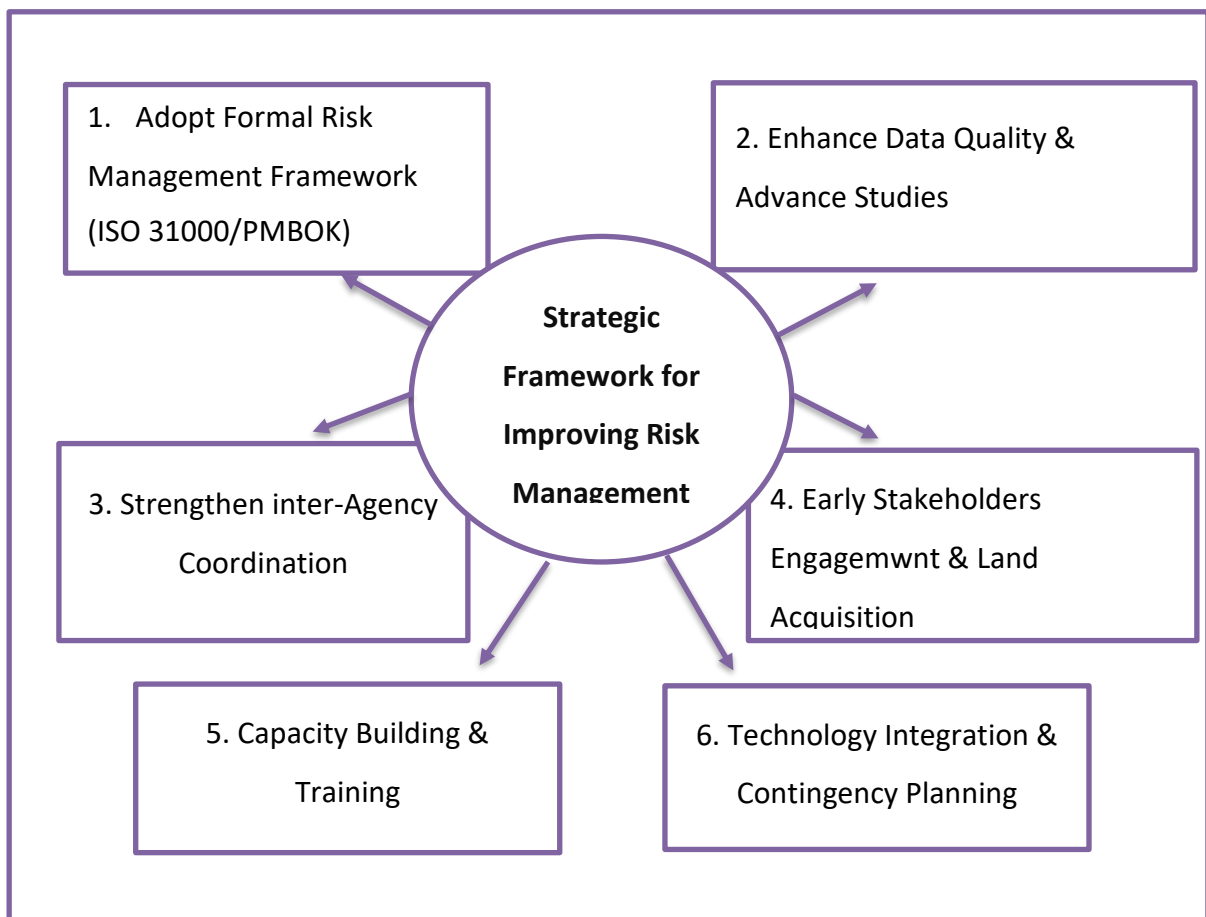 1. Adopt Formal Risk
Management Framework
(ISO 31000/PMBOK)
2. Enhance Data Quality &
Advance Studies
Strategic
Framework for
Improving Risk
Management
3. Strengthen inter-Agency
Coordination
4. Early Stakeholders
Engagemwnt & Land
Acquisition
5. Capacity Building &
Training
6. Technology Integration &
Contingency Planning